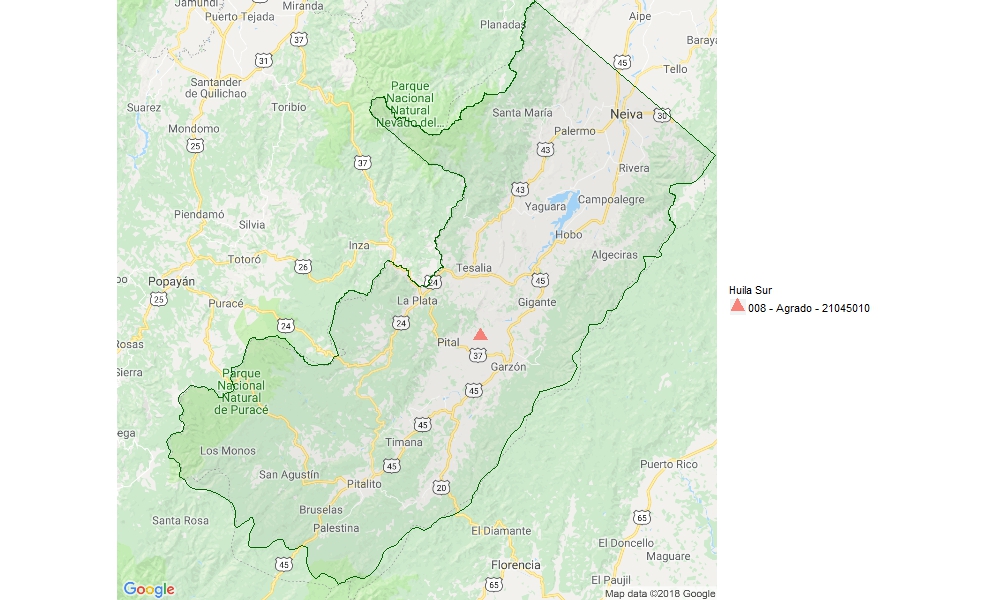 Jamundí
Miranda
Puerto Tejada
Planadas
Aipe
37
Baraya
31
45
Tello
Santander
de Quilichao
Parque
Nacional
Natural
Nevado del...
Suarez
Toribio
Santa María
Neiva
30
Mondomo
Palermo
25
43
37
Rivera
43
Campoalegre
Yaguara
Piendamó
Silvia
Hobo
Inza
Algeciras
Totoró
26
Tesalia
Popayán
24
45
25
Puracé
La Plata
Gigante
24
24
Rosas
Pital
37
Garzón
Sierra
Parque
Nacional
Natural
de Puracé
45
45
Timana
Los Monos
45
San Agustín
Pitalito
20
Puerto Rico
Bruselas
Santa Rosa
Palestina
65
El Diamante
El Doncello
Maguare
45
Florencia
65
El Paujil
Google
Map data ©2018 Google
Huila Sur
008 - Agrado - 21045010